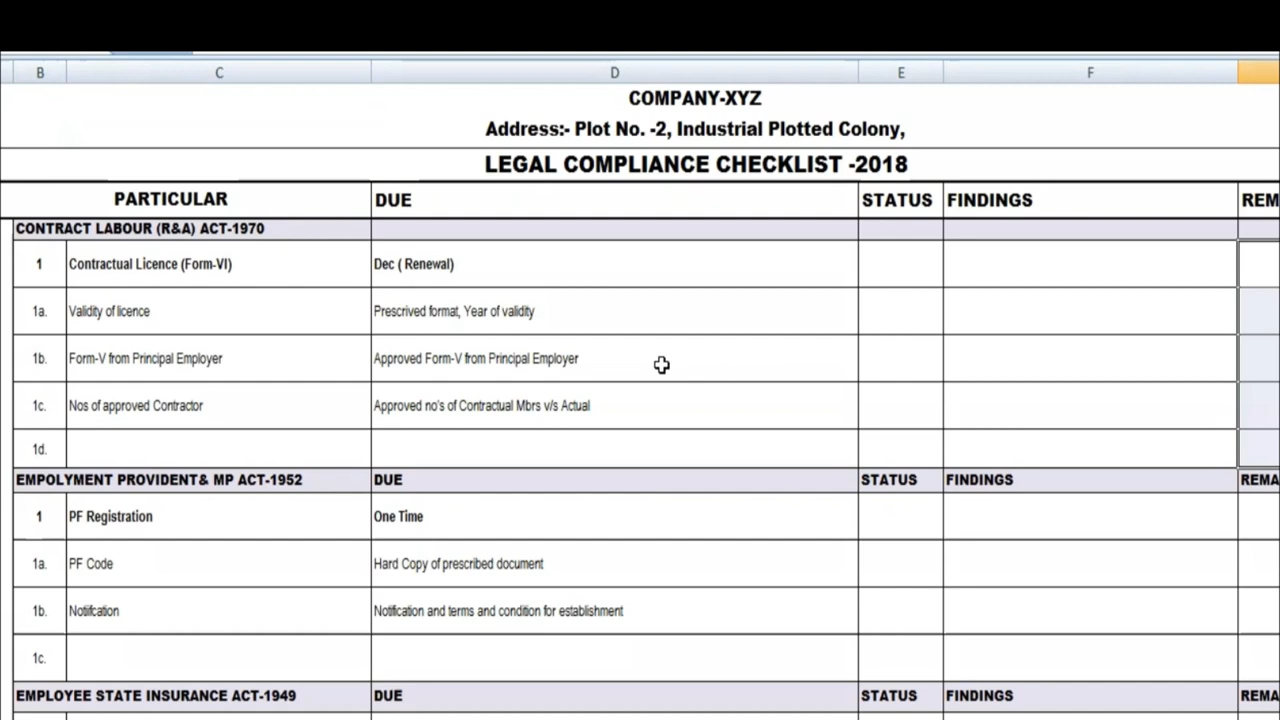 B C D E F
COMPANY-XYZ
Address:- Plot No. -2, Industrial Plotted Colony,
LEGAL COMPLIANCE CHECKLIST -2018
PARTICULAR DUE STATUS FINDINGS REM
CONTRACT LABOUR (R&A) ACT-1970
1 Contractual Licence (Form-VI) Dec ( Renewal)
1a. Validity of licence Prescrived format, Year of validity
1b. Form-V from Principal Employer Approved Form-V from Principal Employer
1c. Nos of approved Contractor Approved no's of Contractual Mbrs v/s Actual
1d.
EMPOLYMENT PROVIDENT& MP ACT-1952 DUE STATUS FINDINGS REMA
1 PF Registration One Time
1a. PF Code Hard Copy of prescribed document
1b. Notifcation Notification and terms and condition for establishment
1c.
EMPLOYEE STATE INSURANCE ACT-1949 DUE STATUS FINDINGS REMA